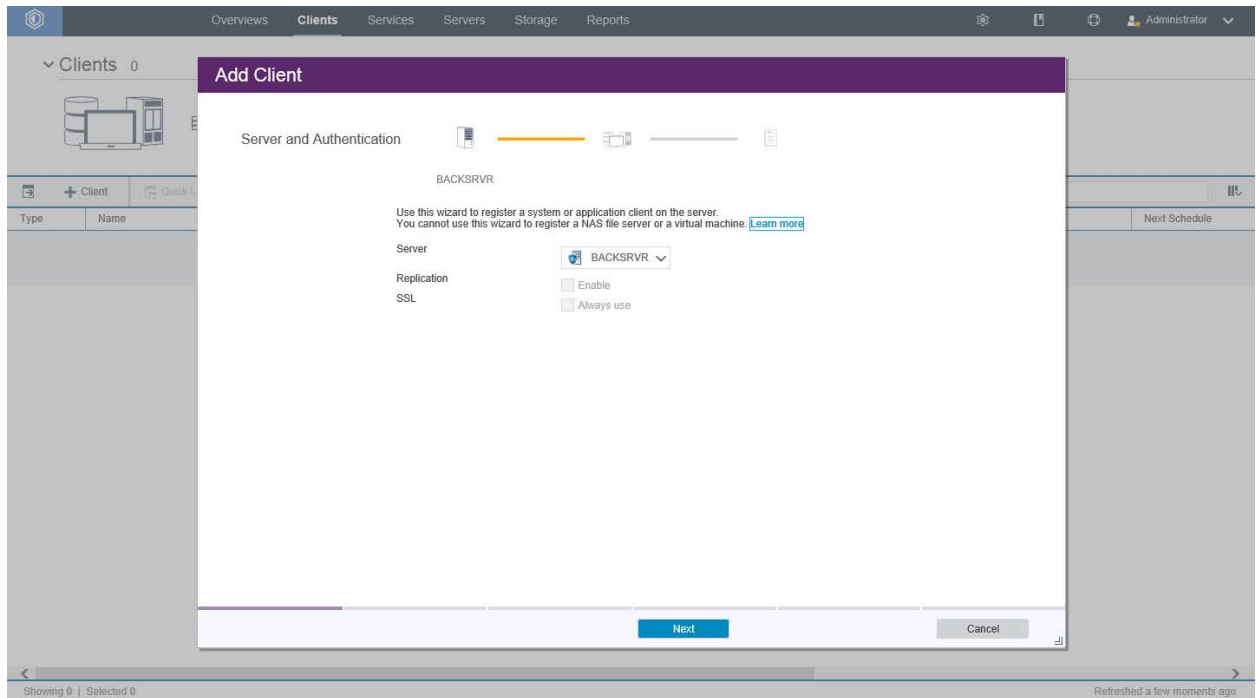 Overviews Clients Services Servers Storage Reports Administrator
Clients 0
Add Client
Server and Authentication
BACKSRVR
+ Client Quick L
Type Name Next Schedule
Use this wizard to register a system or application client on the server.
You cannot use this wizard to register a NAS file server or a virtual machine. Learn more
Server BACKSRVR
Replication Enable
SSL Always use
Next Cancel
Showing 0 | Selected 0 Refreshed a few moments ago